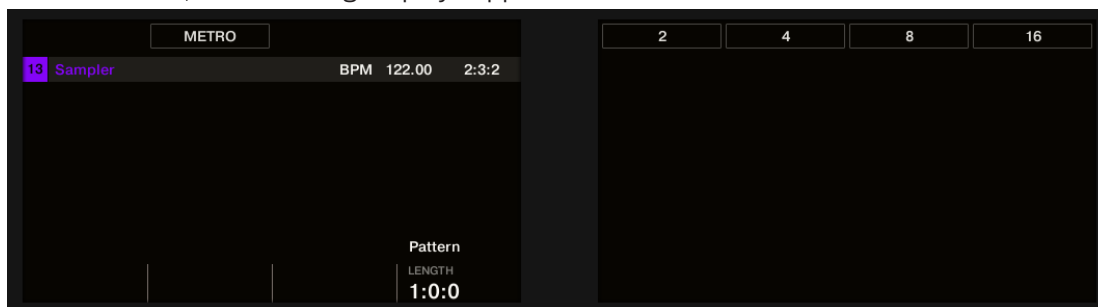 METRO
2 4 8 16
13 Sampler BPM 122.00 2:3:2
Pattern
LENGTH
1:0:0